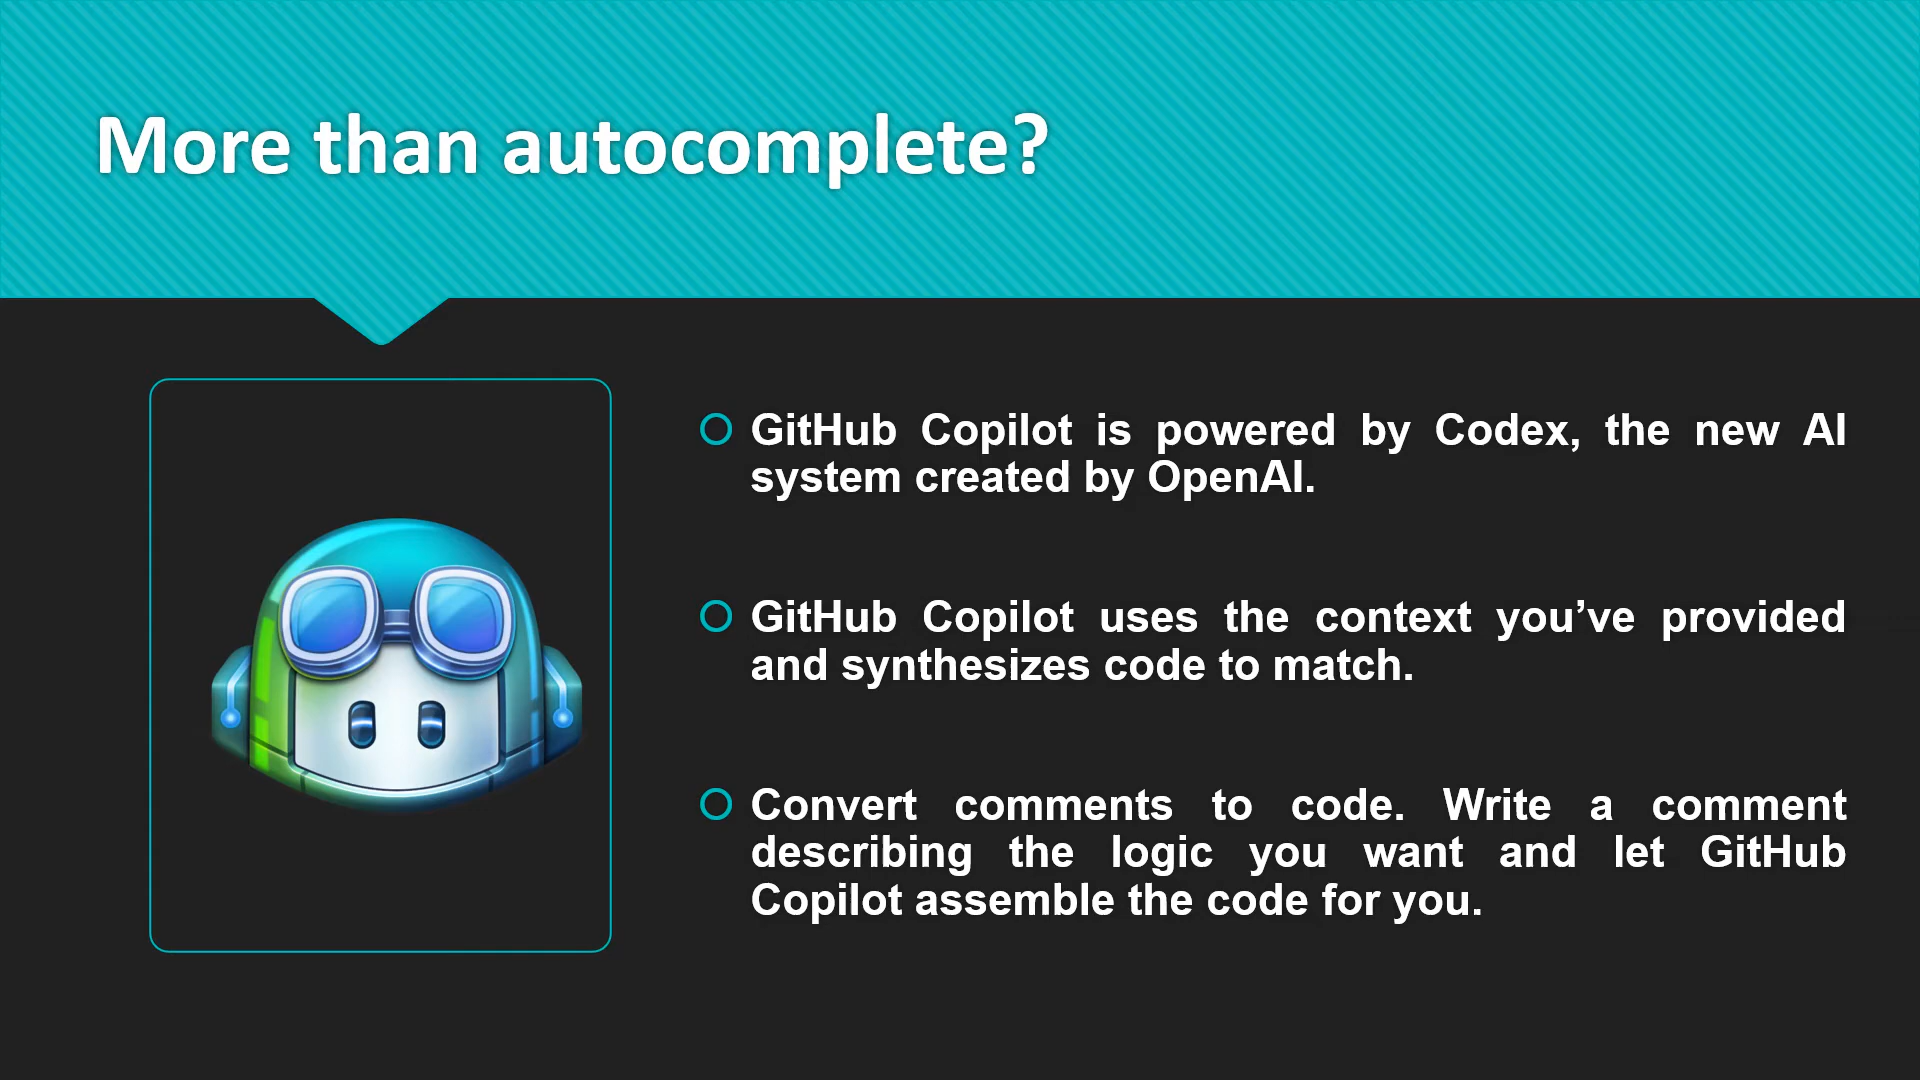 More than autocomplete?
GitHub Copilot is powered by Codex, the new AI
system created by OpenAI.
GitHub Copilot uses the context you’ve provided
and synthesizes code to match.
Convert comments to code. Write a comment
describing the logic you want and let GitHub
Copilot assemble the code for you.